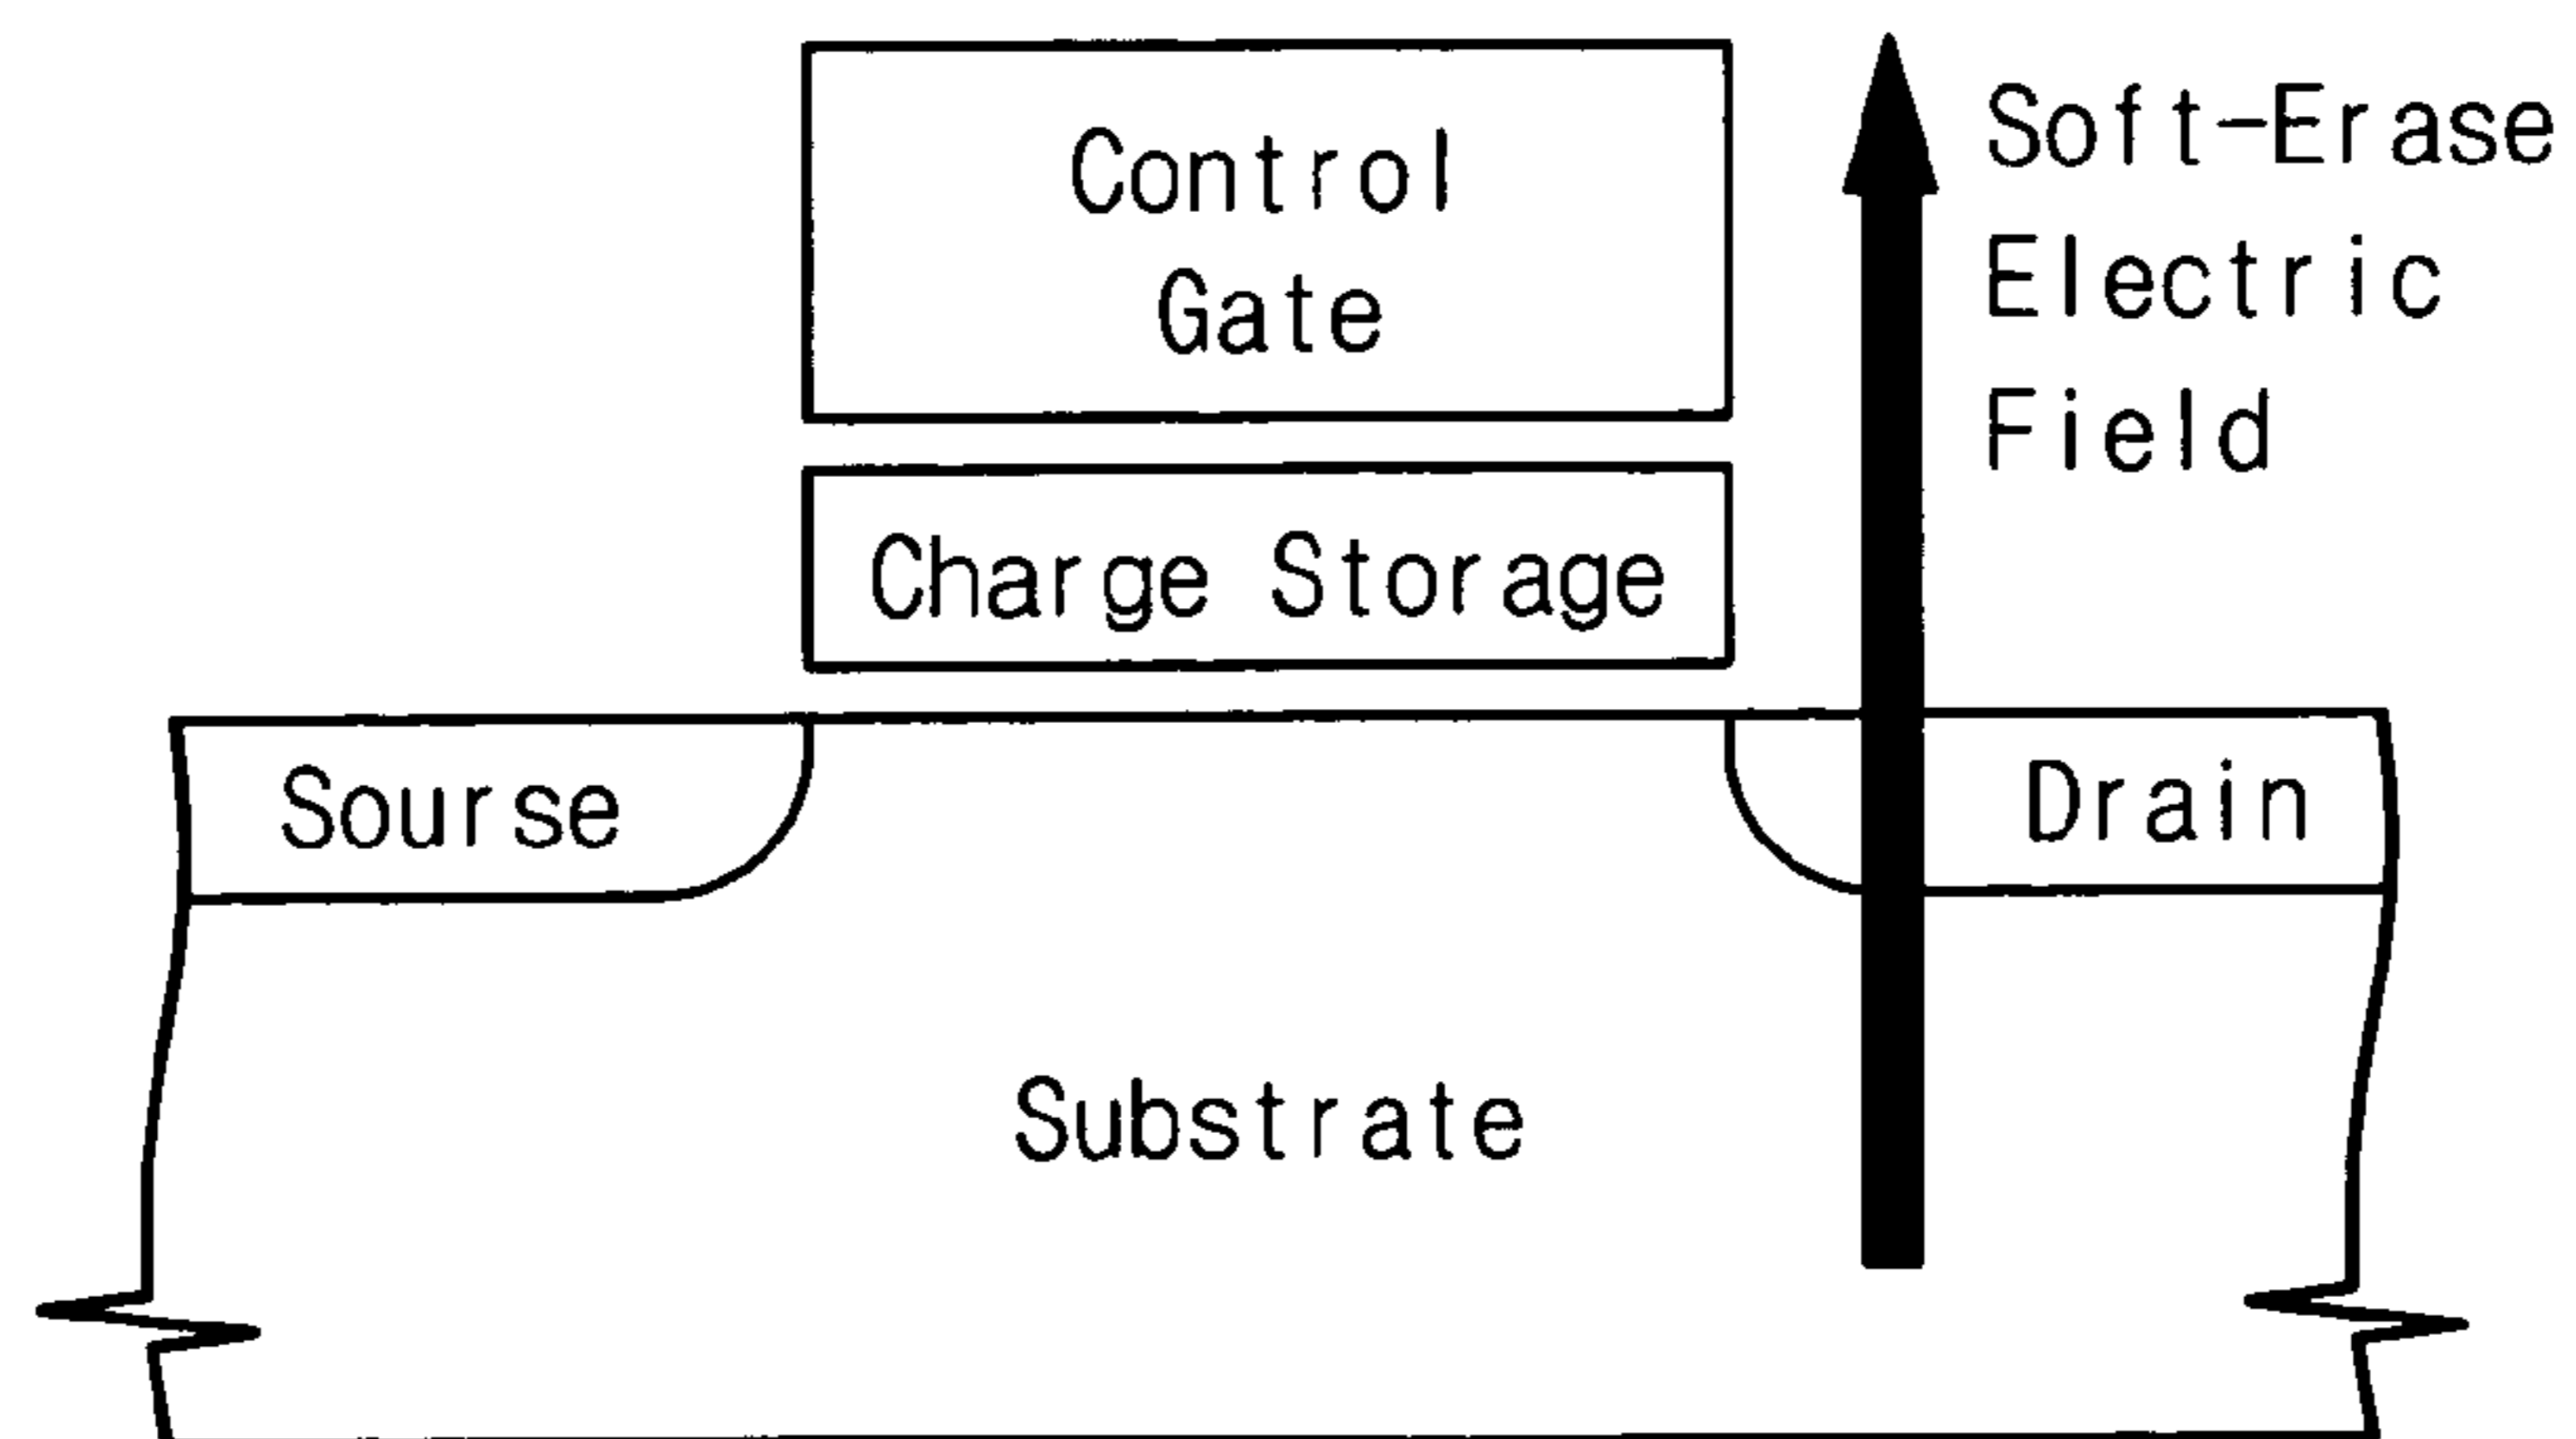 Control
Gate
Soft-Erase
Electric
Field
Charge Storage
Sourse
Drain
Substrate